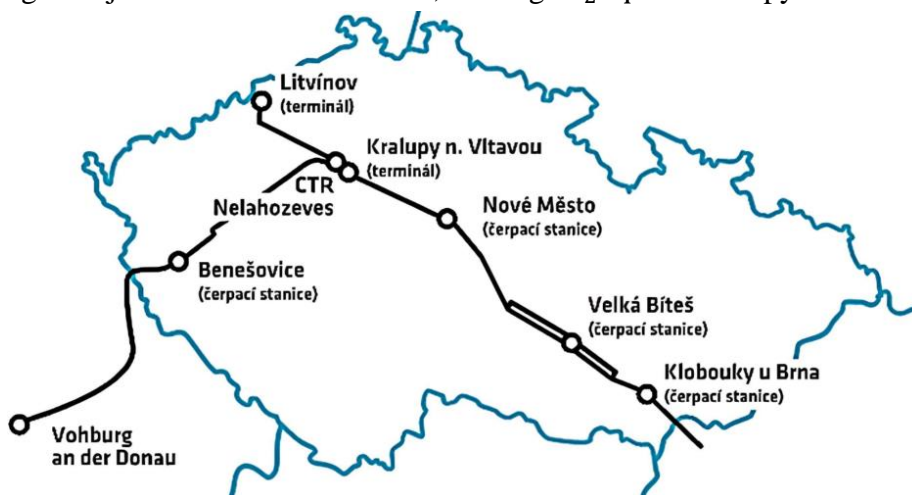 Litvínov
(terminál)
Kralupy n. Vltavou
(terminál)
CTR
Nelahozeves
Nové Město
(čerpací stanice)
Benešovice
(čerpací stanice)
Velká Bíteš
(čerpací stanice)
Klobouky u Brna
(čerpací stanice)
Vohburg
an der Donau